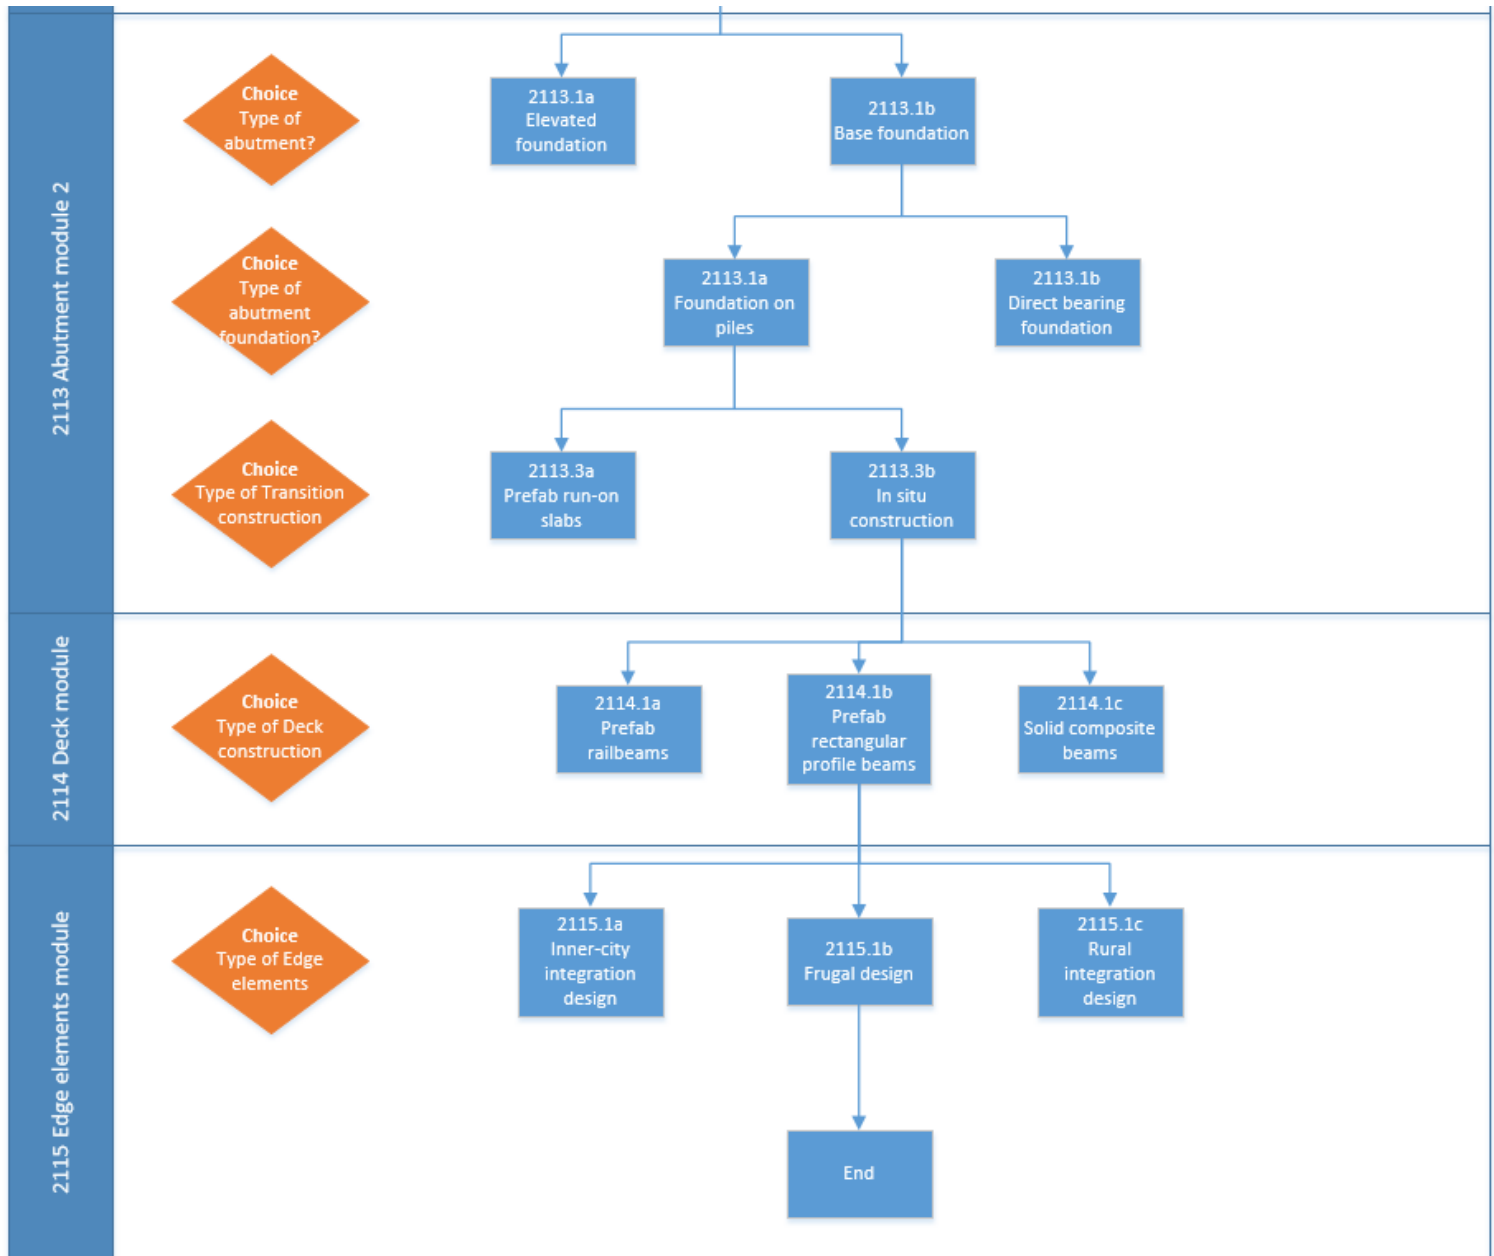 2113 Abutment module 2
Choice
Type of
abutment?
2113.1a
Elevated
foundation
2113.1b
Base foundation
Choice
Type of
abutment
foundation?
2113.1a
Foundation on
piles
2113.1b
Direct bearing
foundation
Choice
Type of Transition
construction
2113.3a
Prefab run-on
slabs
2113.3b
In situ
construction
2114 Deck module
Choice
Type of Deck
construction
2114.1a
Prefab
railbeams
2114.1b
Prefab
rectangular
profile beams
2114.1c
Solid composite
beams
2115 Edge elements module
Choice
Type of Edge
elements
2115.1a
Inner-city
integration
design
2115.1b
Frugal design
2115.1c
Rural
integration
design
End